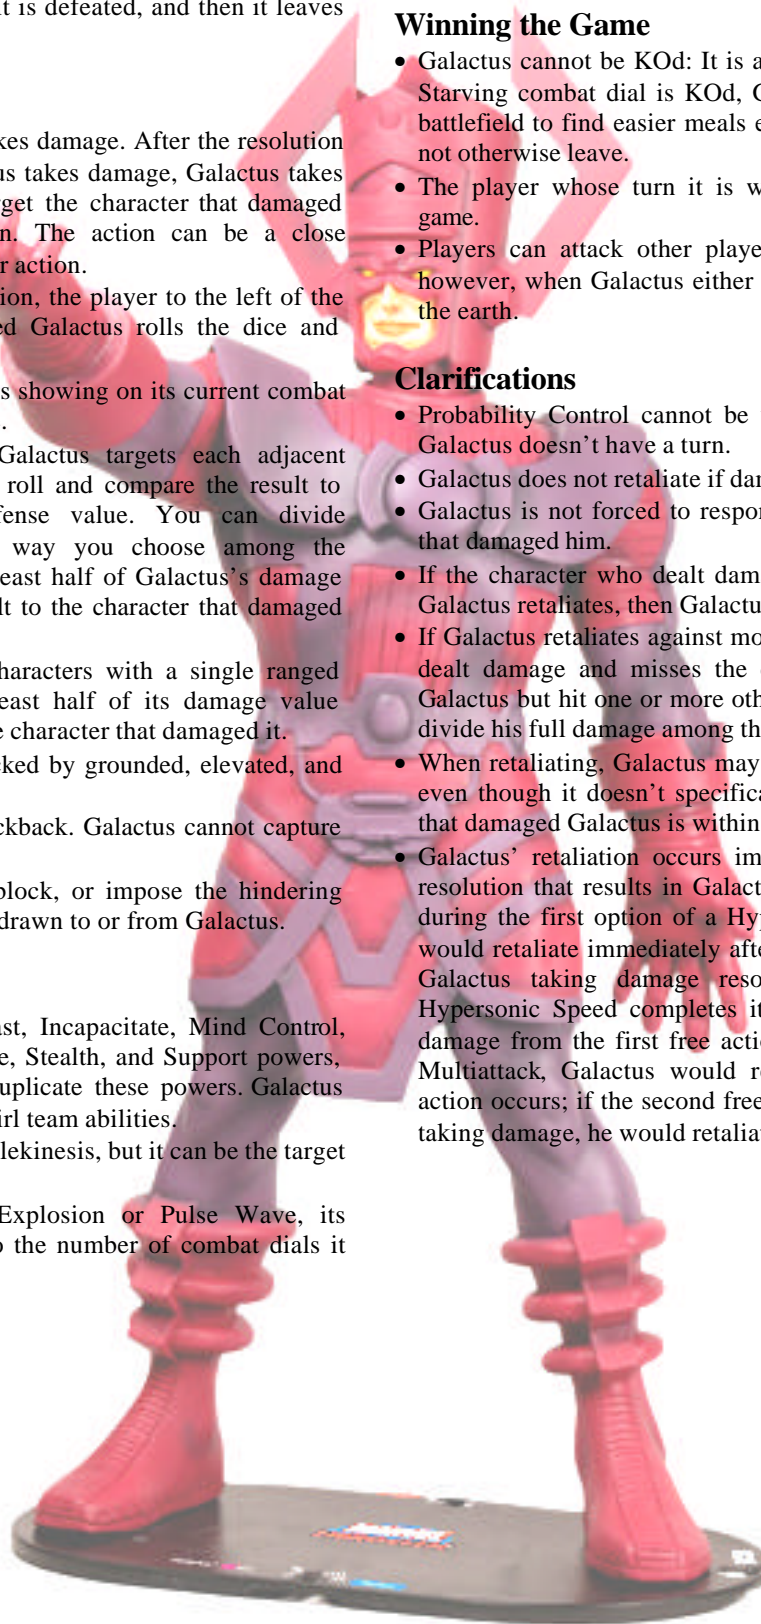 it is defeated, and then it leaves
kes damage. After the resolution
us takes damage, Galactus takes
rget the character that damaged
n. The action can be a close
r action.
ion, the player to the left of the
ed Galactus rolls the dice and
s showing on its current combat
.
Galactus targets each adjacent
roll and compare the result to
fense value. You can divide
way you choose among the
east half of Galactus's damage
lt to the character that damaged
haracters with a single ranged
east half of its damage value
e character that damaged it.
cked by grounded, elevated, and
ckback. Galactus cannot capture
block, or impose the hindering
drawn to or from Galactus.
ast, Incapacitate, Mind Control,
e, Stealth, and Support powers,
uplicate these powers. Galactus
irl team abilities.
lekinesis, but it can be the target
Explosion or Pulse Wave, its
o the number of combat dials it
Winning the Game
• Galactus cannot be KOd: It is a
Starving combat dial is KOd, G
battlefield to find easier meals e
not otherwise leave.
• The player whose turn it is w
game.
• Players can attack other playe
however, when Galactus either
the earth.
Clarifications
• Probability Control cannot be
Galactus doesn't have a turn.
• Galactus does not retaliate if dam
• Galactus is not forced to respon
that damaged him.
• If the character who dealt dam
Galactus retaliates, then Galactu
• If Galactus retaliates against mo
dealt damage and misses the
Galactus but hit one or more oth
divide his full damage among th
• When retaliating, Galactus may
even though it doesn't specifica
that damaged Galactus is within
• Galactus' retaliation occurs im
resolution that results in Galact
during the first option of a Hyp
would retaliate immediately afte
Galactus taking damage reso
Hypersonic Speed completes it
damage from the first free actio
Multiattack, Galactus would re
action occurs; if the second free
taking damage, he would retaliat